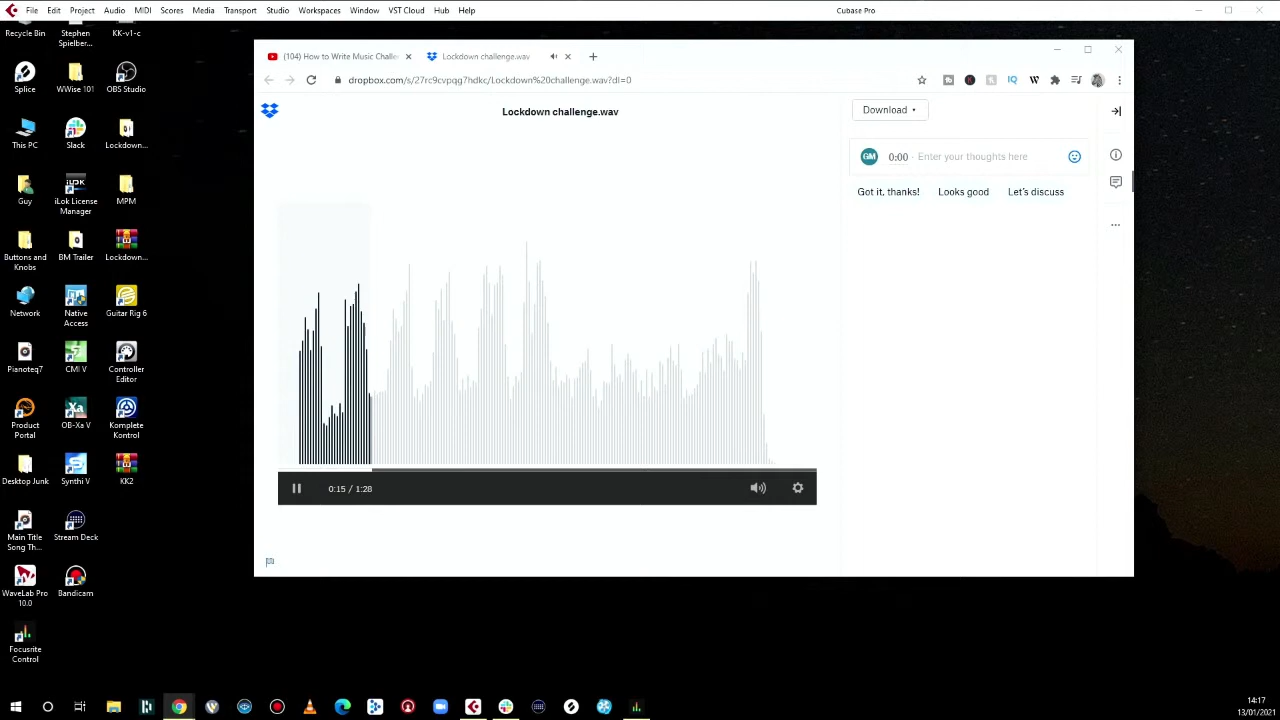 File Edit Project Audio MIDI Scores Media Transport Studio Workspaces Window VST Cloud Hub Help
Cubase Pro
Recycle Bin
Stephen Spielber...
KK-v1-c
Splice
WWise 101
OBS Studio
This PC
Slack
Lockdown...
Guy
iLok License Manager
MPM
Buttons and Knobs
BM Trailer
Lockdown...
Network
Native Access
Guitar Rig 6
Pianoteq7
CMI V
Controller Editor
Product Portal
OB-Xa V
Komplete Kontrol
Desktop Junk
Synthi V
KK2
Main Title Song Th...
Stream Deck
WaveLab Pro 10.0
Bandicam
Focusrite Control
(104) How to Write Music Challe
Lockdown challenge.wav
dropbox.com/s/27rc9cvpqg7hdkc/Lockdown%20challenge.wav?dl=0
IQ
W
Lockdown challenge.wav
Download
GM 0:00 Enter your thoughts here
Got it, thanks! Looks good Let's discuss
0:15 / 1:28
14:17
13/01/2021